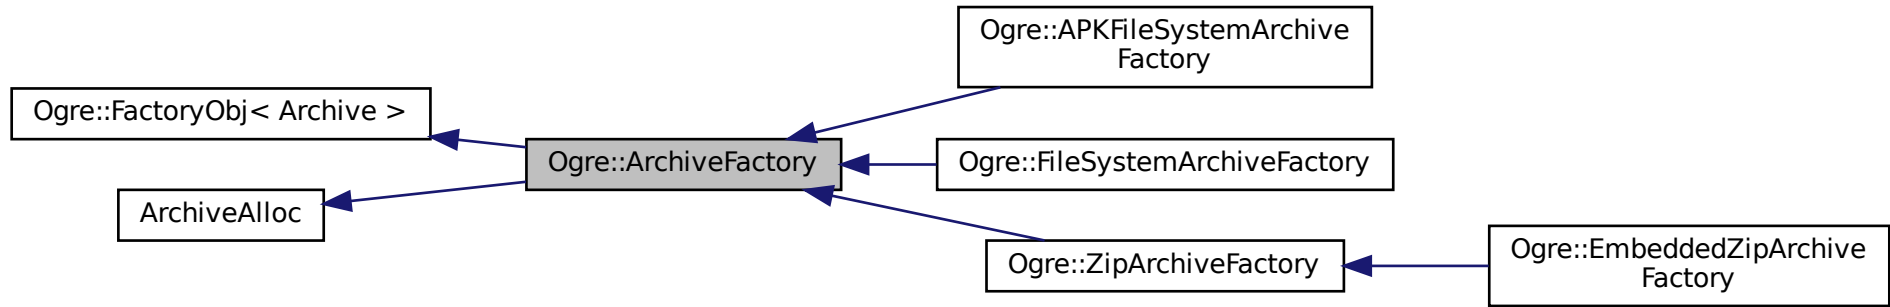 Ogre::FactoryObj< Archive >
ArchiveAlloc
Ogre::ArchiveFactory
Ogre::APKFileSystemArchive
Factory
Ogre::FileSystemArchiveFactory
Ogre::ZipArchiveFactory
Ogre::EmbeddedZipArchive
Factory